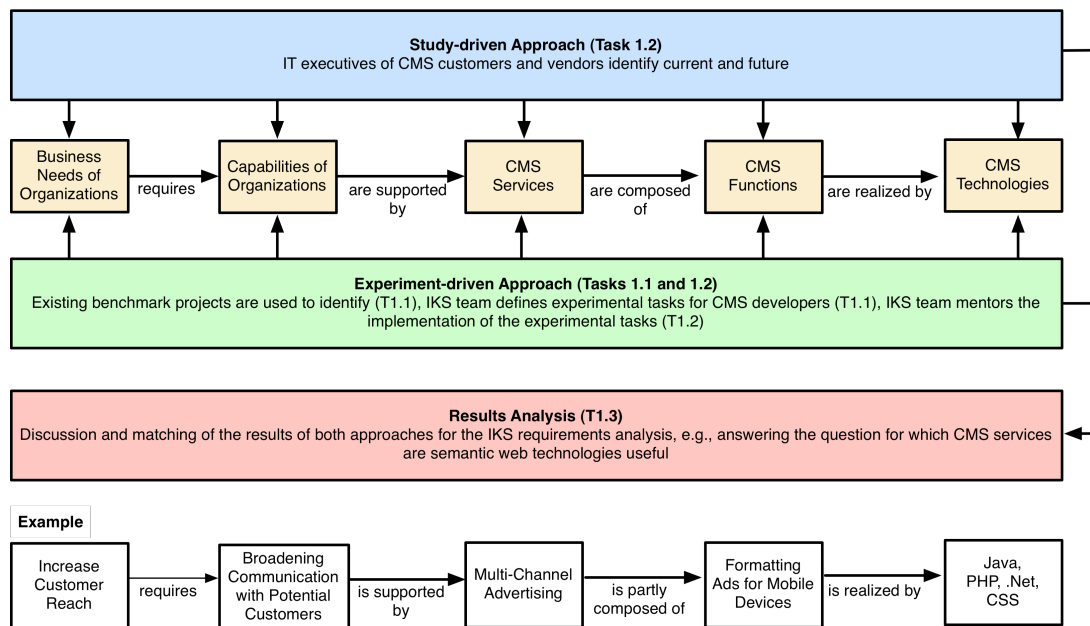 Study-driven Approach (Task 1.2)
IT executives of CMS customers and vendors identify current and future
Business
Needs of
Organizations
requires
Capabilities of
Organizations
are supported
by
CMS
Services
are composed
of
CMS
Functions
are realized by
CMS
Technologies
Experiment-driven Approach (Tasks 1.1 and 1.2)
Existing benchmark projects are used to identify (T1.1), IKS team defines experimental tasks for CMS developers (T1.1), IKS team mentors the
implementation of the experimental tasks (T1.2)
Results Analysis (T1.3)
Discussion and matching of the results of both approaches for the IKS requirements analysis, e.g., answering the question for which CMS services
are semantic web technologies useful
Example
Increase
Customer
Reach
requires
Broadening
Communication
with Potential
Customers
is supported
by
Multi-Channel
Advertising
is partly
composed of
Formatting
Ads for Mobile
Devices
is realized by
Java,
PHP, .Net,
CSS